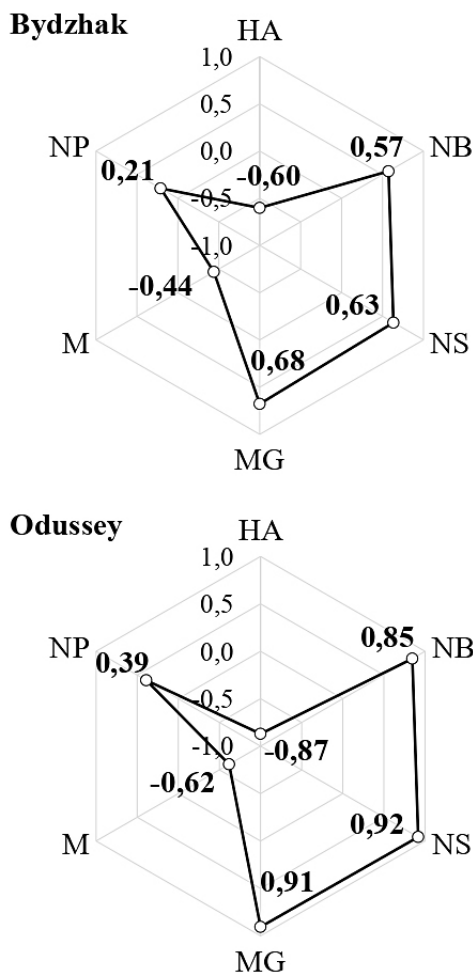 Bydzhak
HA
1,0
0,5
NP
0,0
0,57
NB
0,21
-0,60
-0,5
-1,0
-0,44
0,63
M
NS
0,68
MG
Odussey
HA
1,0
0,5
NP
0,0
0,85
NB
0,39
-0,5
-1,0
-0,87
-0,62
0,92
M
NS
0,91
MG